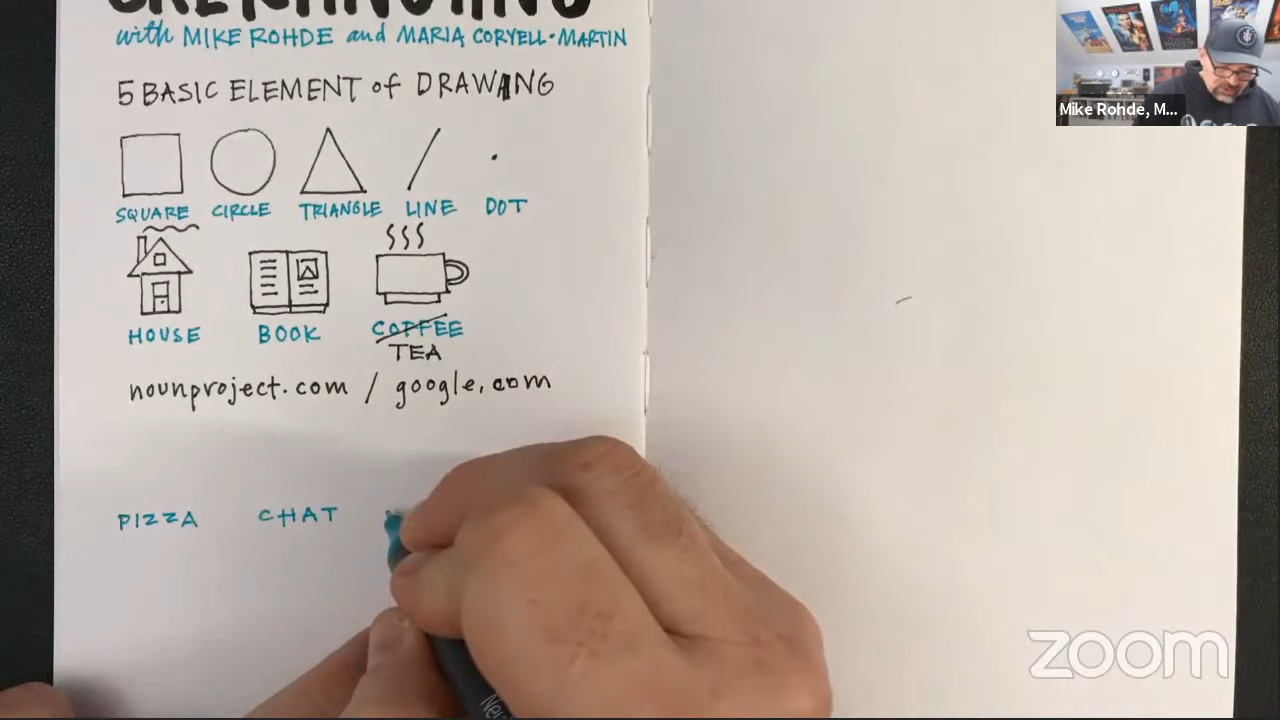 SKETCHNOTING
with MIKE ROHDE and MARIA CORYELL-MARTIN
5 BASIC ELEMENT of DRAWING
SQUARE CIRCLE TRIANGLE LINE DOT
HOUSE BOOK COFFEE
TEA
nounproject.com / google.com
PIZZA CHAT
Mike Rohde, M...
zoom